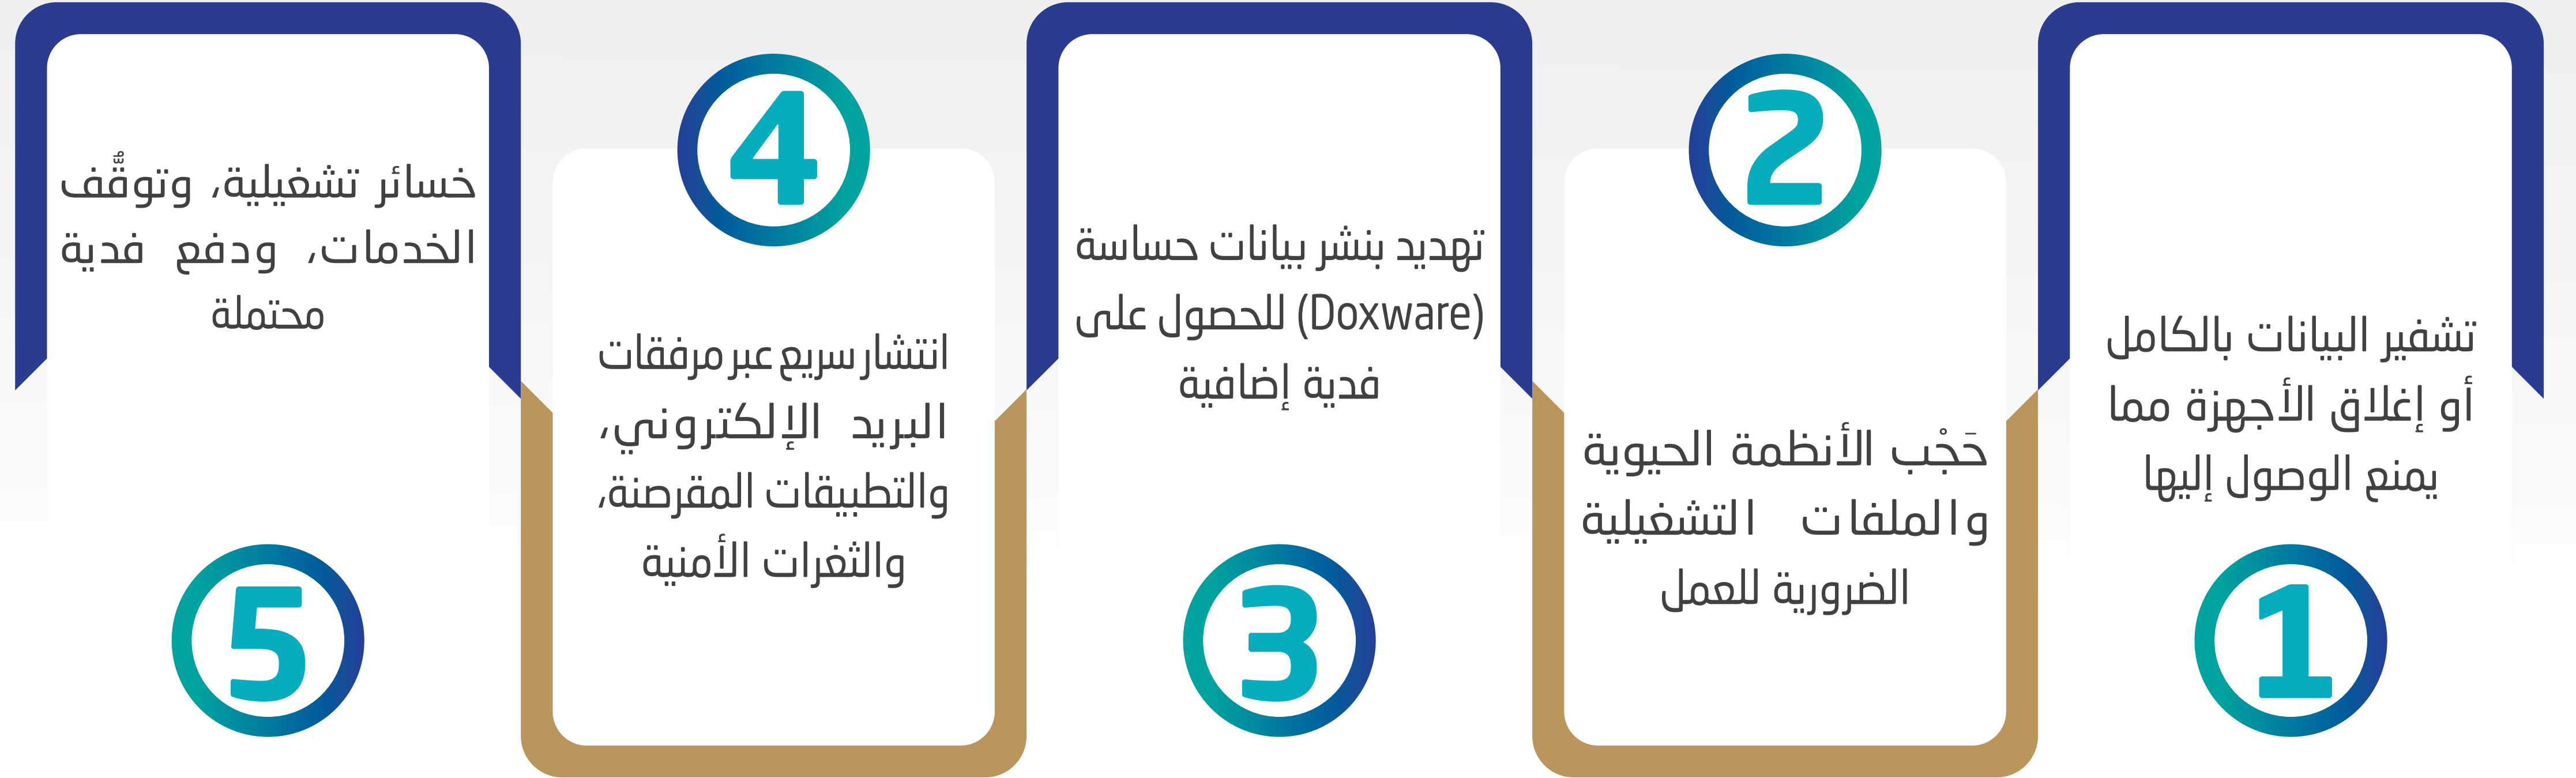 1
تشفير البيانات بالكامل
أو إغلاق الأجهزة مما
يمنع الوصول إليها
2
حَجْب الأنظمة الحيوية
والملفات التشغيلية
الضرورية للعمل
3
تهديد بنشر بيانات حساسة
(Doxware) للحصول على
فدية إضافية
4
انتشار سريع عبر مرفقات
البريد الإلكتروني،
والتطبيقات المقرصنة،
والثغرات الأمنية
5
خسائر تشغيلية، وتوقُّف
الخدمات، ودفع فدية
محتملة